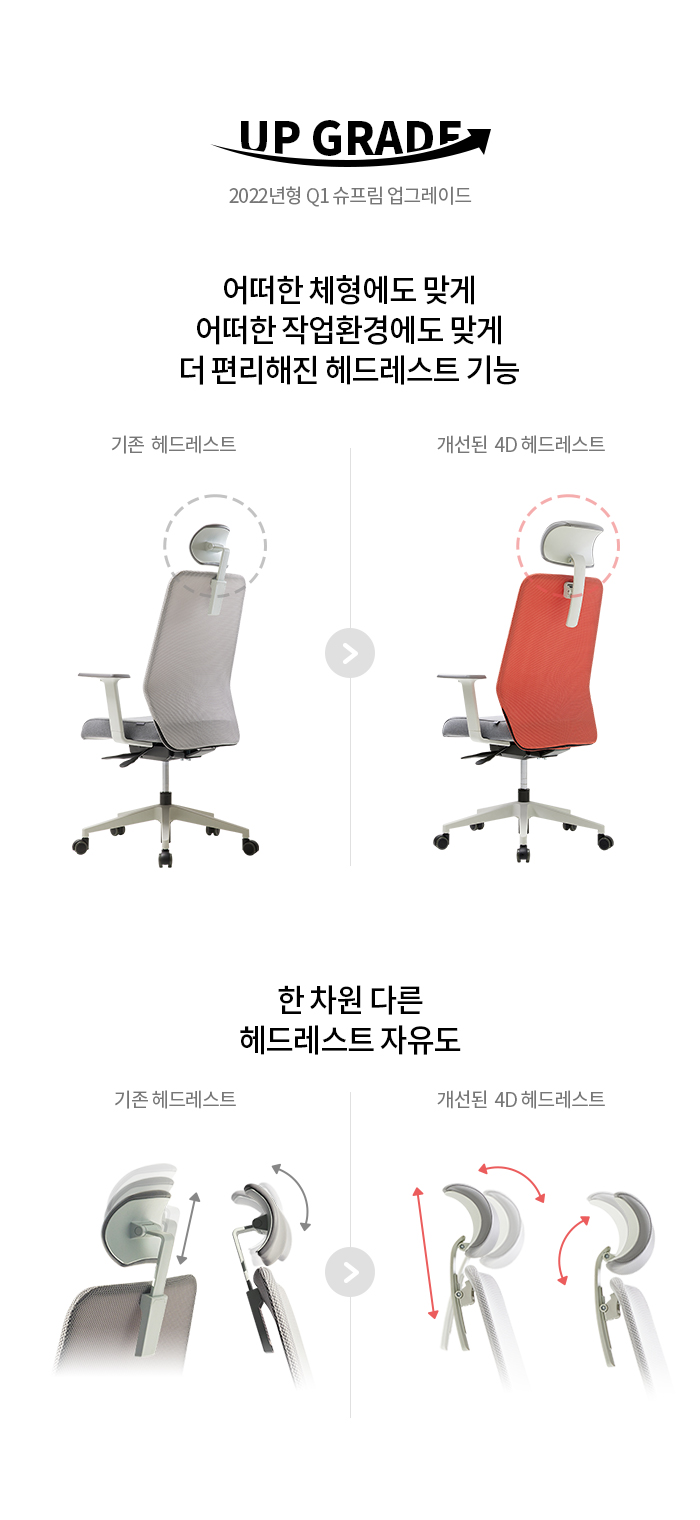 UP GRADE
2022년형 Q1 슈프림 업그레이드
어떠한 체형에도 맞게
어떠한 작업환경에도 맞게
더 편리해진 헤드레스트 기능
기존 헤드레스트
개선된 4D 헤드레스트
한 차원 다른
헤드레스트 자유도
기존 헤드레스트
개선된 4D 헤드레스트